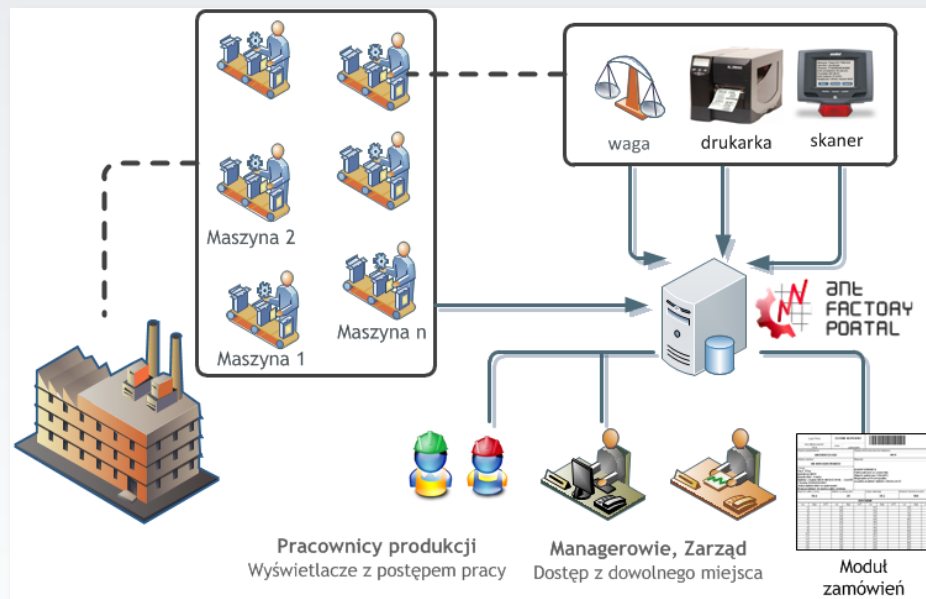 waga
drukarka
skaner
Maszyna 2
Maszyna 1
Maszyna n
ANT
FACTORY
PORTAL
Pracownicy produkcji
Wyświetlacze z postępem pracy
Managerowie, Zarząd
Dostęp z dowolnego miejsca
Moduł
zamówień